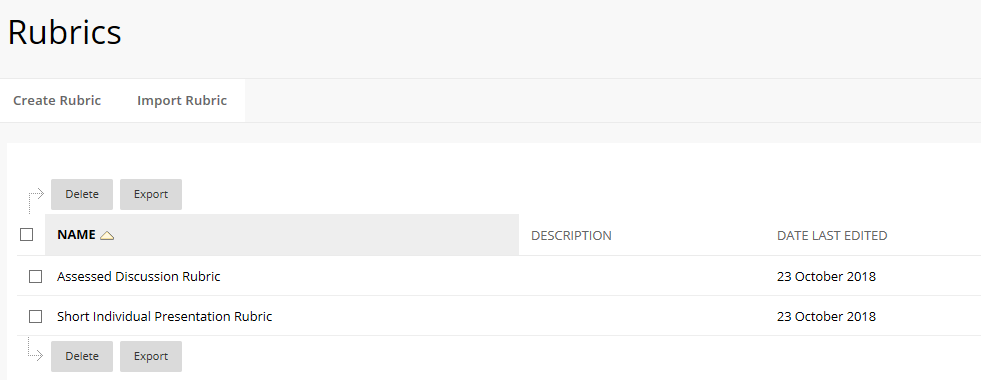 Rubrics
Create Rubric Import Rubric
Delete Export
NAME DESCRIPTION DATE LAST EDITED
Assessed Discussion Rubric 23 October 2018
Short Individual Presentation Rubric 23 October 2018
Delete Export